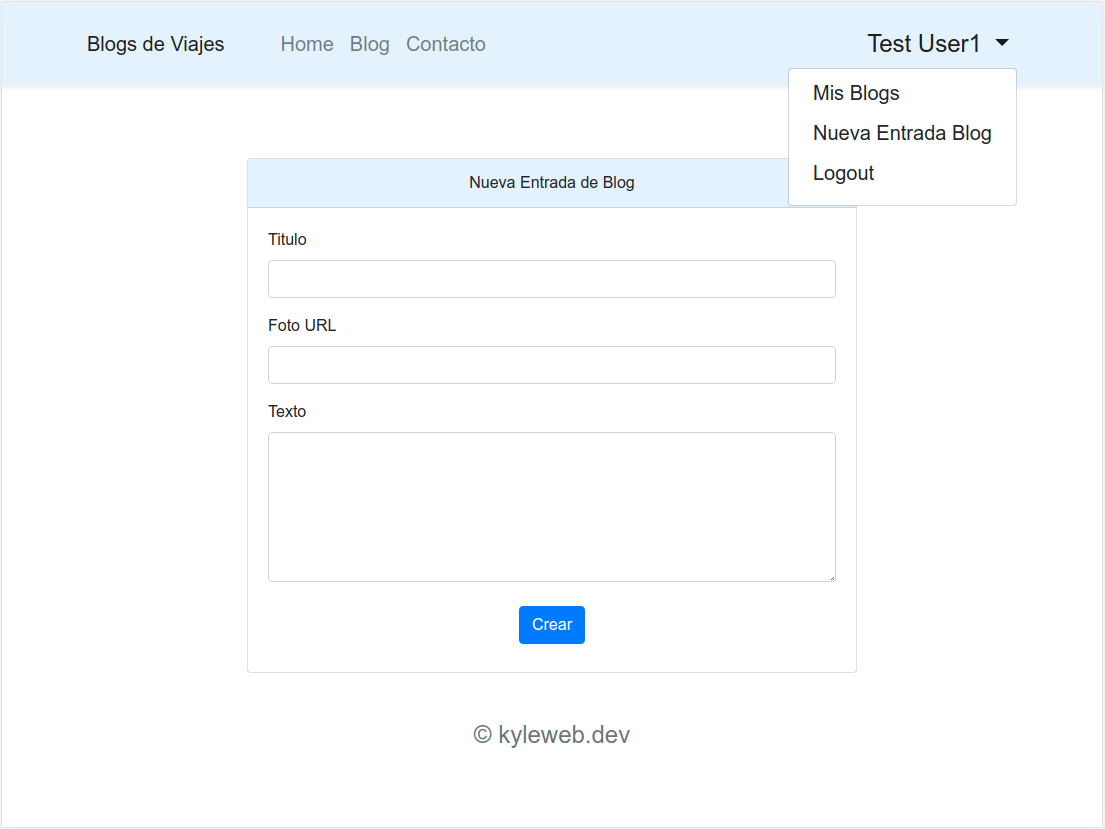 Blogs de Viajes Home Blog Contacto Test User1
Mis Blogs
Nueva Entrada Blog
Logout
Nueva Entrada de Blog
Titulo
Foto URL
Texto
Crear
© kyleweb.dev